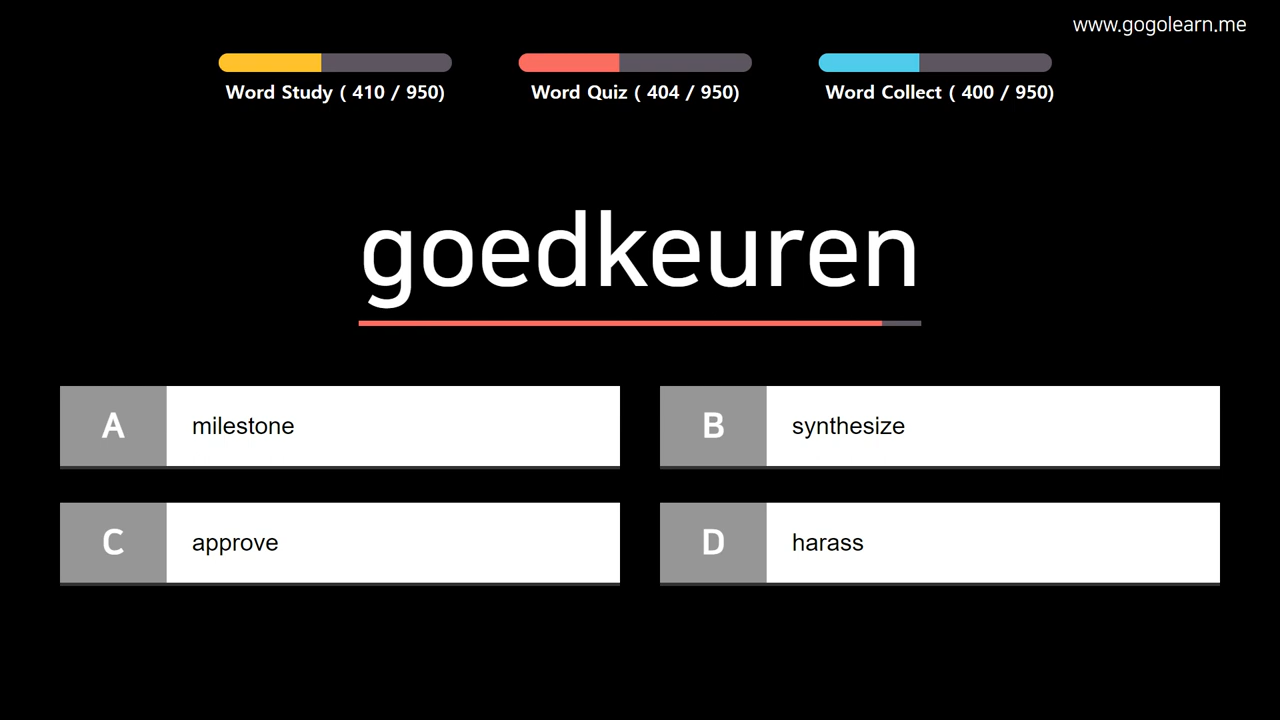 www.gogolearn.me
Word Study ( 410 / 950)
Word Quiz ( 404 / 950)
Word Collect ( 400 / 950)
goedkeuren
A milestone
B synthesize
C approve
D harass